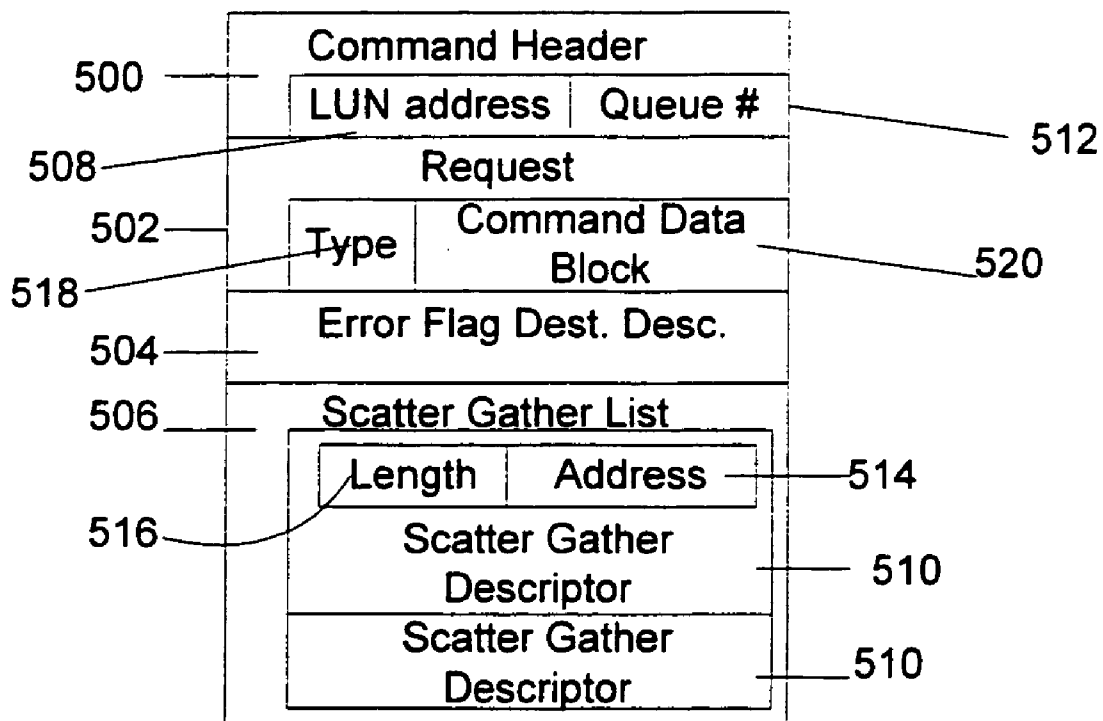 Command Header
500
LUN address Queue #
512
508
Request
502
Type Command Data Block
520
518
Error Flag Dest. Desc.
504
506
Scatter Gather List
Length Address
514
516
Scatter Gather
Descriptor
510
Scatter Gather
Descriptor
510